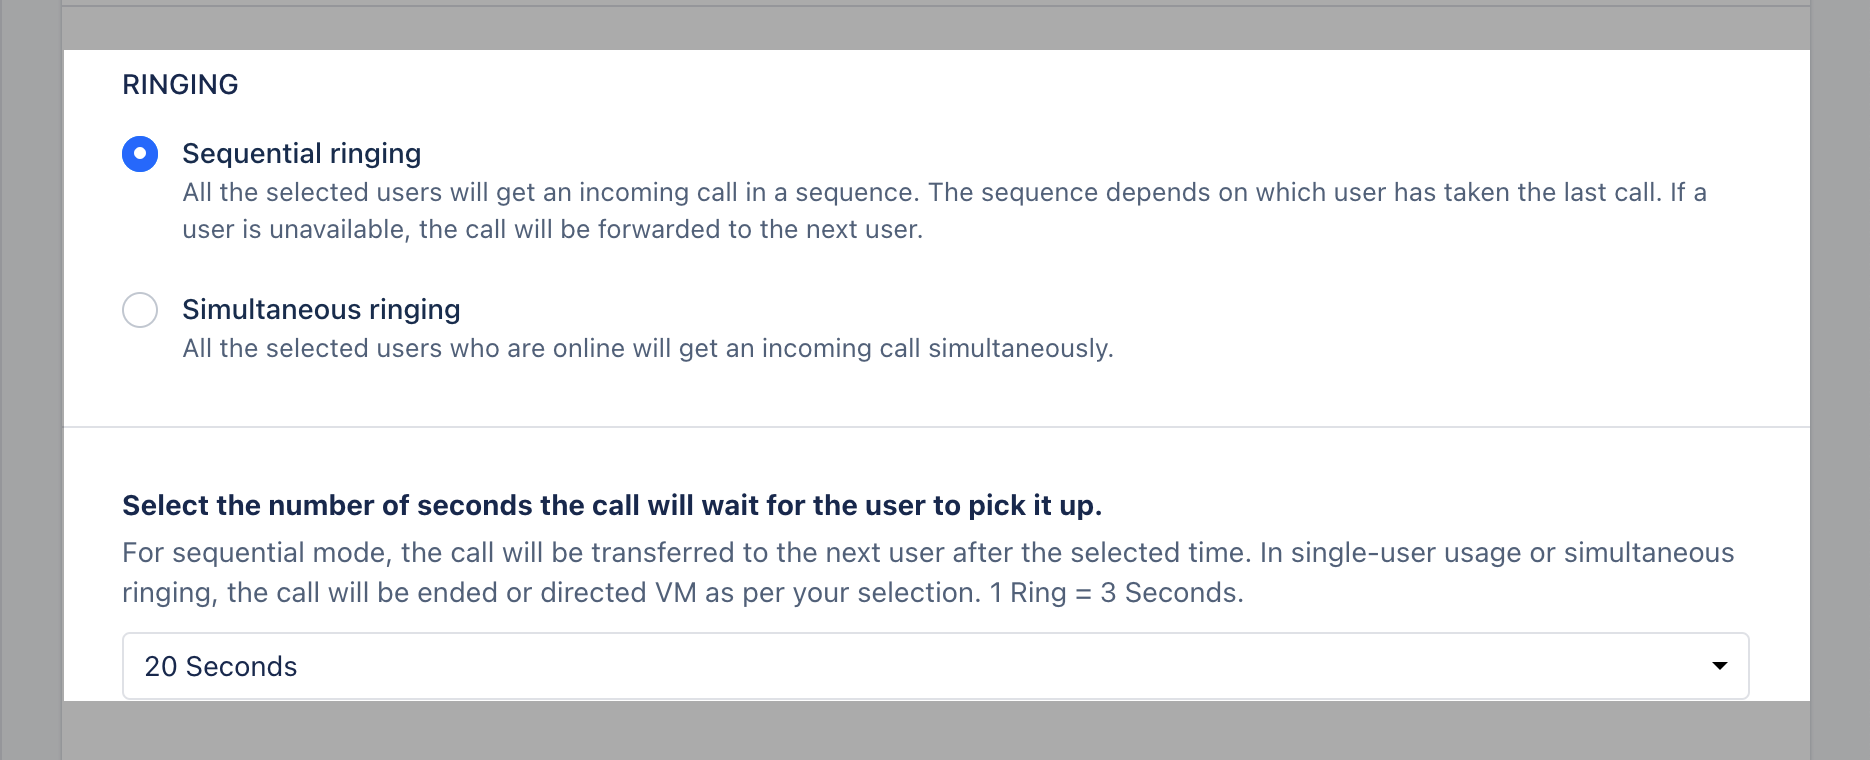 RINGING
Sequential ringing
All the selected users will get an incoming call in a sequence. The sequence depends on which user has taken the last call. If a
user is unavailable, the call will be forwarded to the next user.
Simultaneous ringing
All the selected users who are online will get an incoming call simultaneously.
Select the number of seconds the call will wait for the user to pick it up.
For sequential mode, the call will be transferred to the next user after the selected time. In single-user usage or simultaneous
ringing, the call will be ended or directed VM as per your selection. 1 Ring = 3 Seconds.
20 Seconds